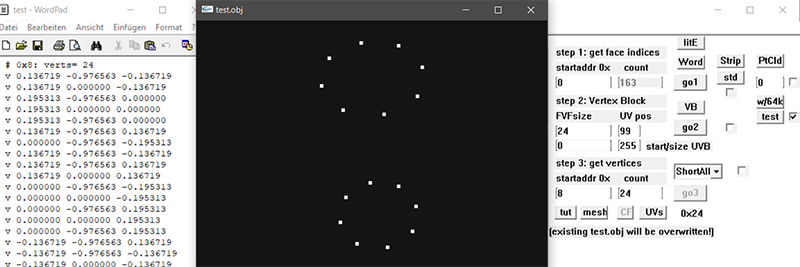 test - WordPad
Datei Bearbeiten Ansicht Einfügen Format ?
# 0x8: verts= 24
v 0.136719 -0.976563 -0.136719
v 0.136719 0.000000 -0.136719
v 0.195313 -0.976563 0.000000
v 0.195313 0.000000 0.000000
v 0.136719 -0.976563 0.136719
v 0.000000 -0.976563 -0.195313
v 0.136719 -0.976563 -0.136719
v 0.136719 -0.976563 0.136719
v 0.136719 0.000000 0.136719
v 0.000000 -0.976563 -0.195313
v 0.000000 0.000000 -0.195313
v 0.000000 -0.976563 0.195313
v 0.000000 0.000000 0.195313
v 0.000000 -0.976563 0.195313
v -0.136719 -0.976563 0.136719
v -0.136719 -0.976563 -0.136719
v -0.136719 0.000000 -0.136719
test.obj
step 1: get face indices
startaddr 0x count
0 163
litE
Word
go1
Strip
std
PtCld
0
w/64k
test
step 2: Vertex Block
FVFsize UV pos
24 99
0 255 start/size UVB
VB
go2
step 3: get vertices
startaddr 0x count
8 24
ShortAll
go3
tut mesh CF UVs 0x24
(existing test.obj will be overwritten!)